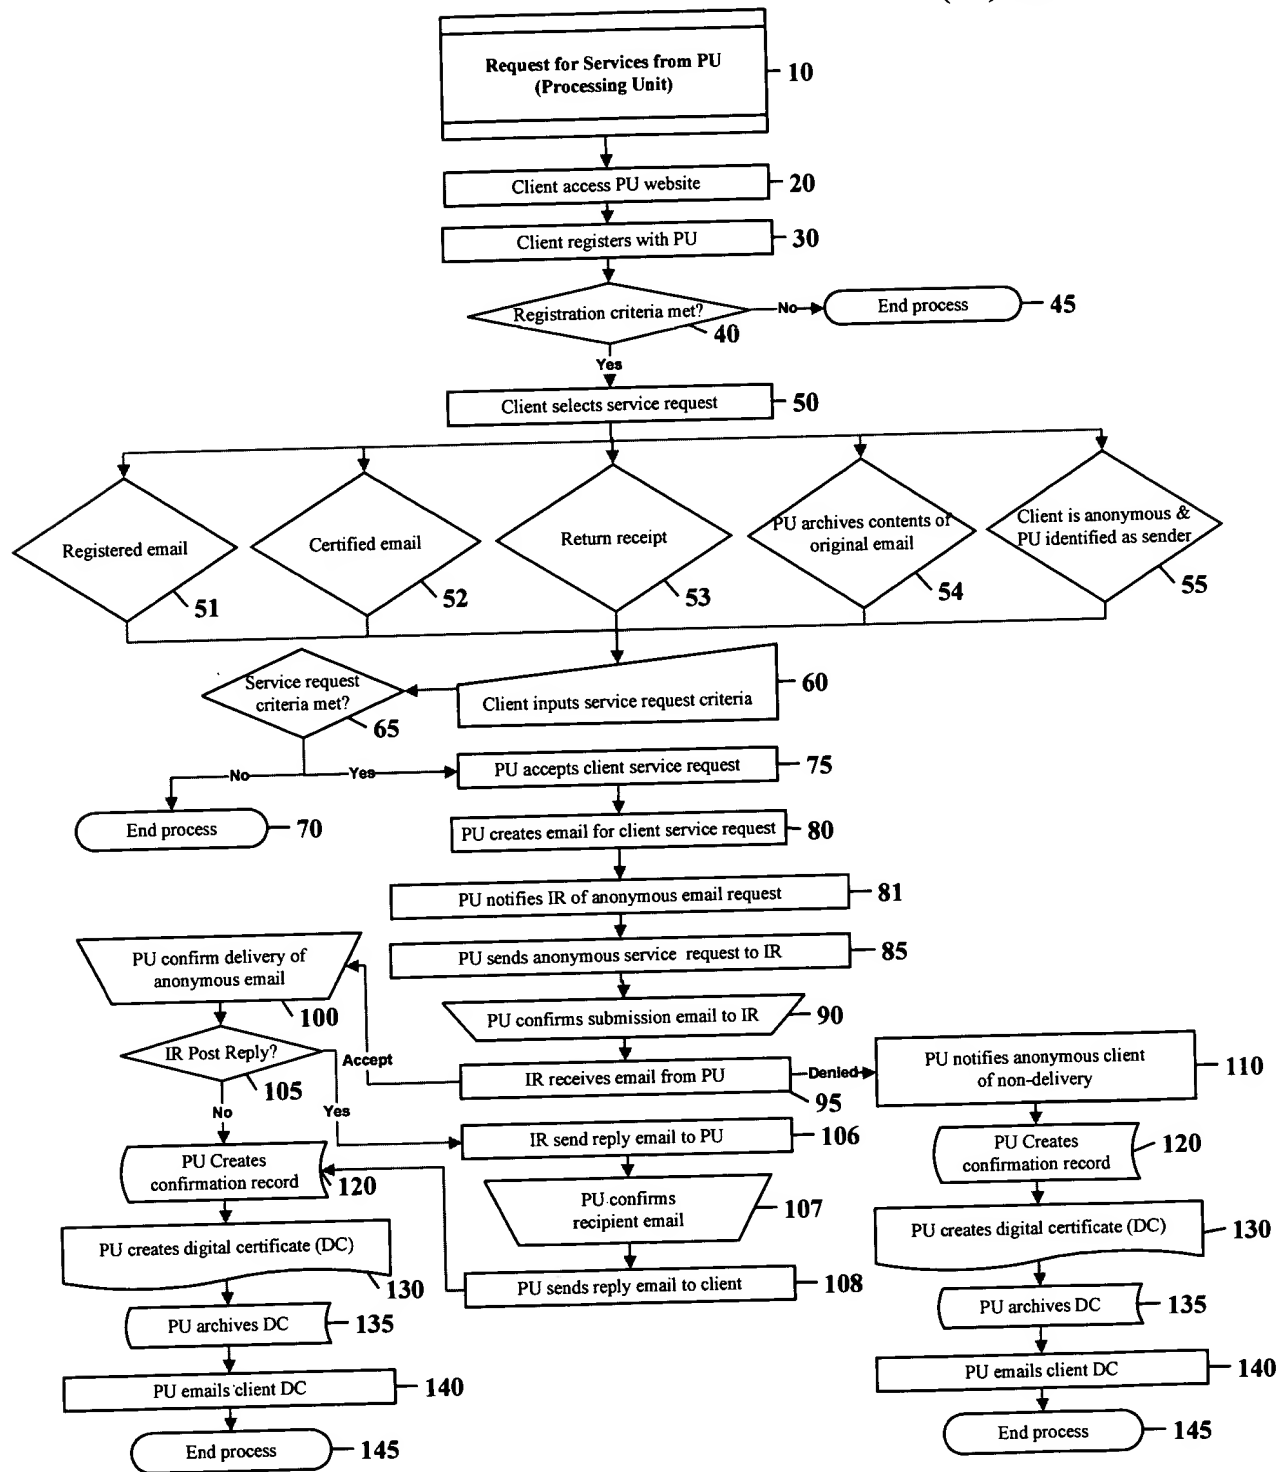 Request for Services from PU
(Processing Unit)
10
Client access PU website
20
Client registers with PU
30
Registration criteria met?
40
No
End process
45
Yes
Client selects service request
50
Registered email
51
Certified email
52
Return receipt
53
PU archives contents of
original email
54
Client is anonymous &
PU identified as sender
55
Client inputs service request criteria
60
Service request
criteria met?
65
No
Yes
End process
70
PU accepts client service request
75
PU creates email for client service request
80
PU notifies IR of anonymous email request
81
PU sends anonymous service request to IR
85
PU confirms submission email to IR
90
IR receives email from PU
95
Accept
Denied
PU confirm delivery of
anonymous email
100
IR Post Reply?
105
No
Yes
IR send reply email to PU
106
PU confirms
recipient email
107
PU sends reply email to client
108
PU Creates
confirmation record
120
PU creates digital certificate (DC)
130
PU archives DC
135
PU emails client DC
140
End process
145
PU notifies anonymous client
of non-delivery
110
PU Creates
confirmation record
120
PU creates digital certificate (DC)
130
PU archives DC
135
PU emails client DC
140
End process
145